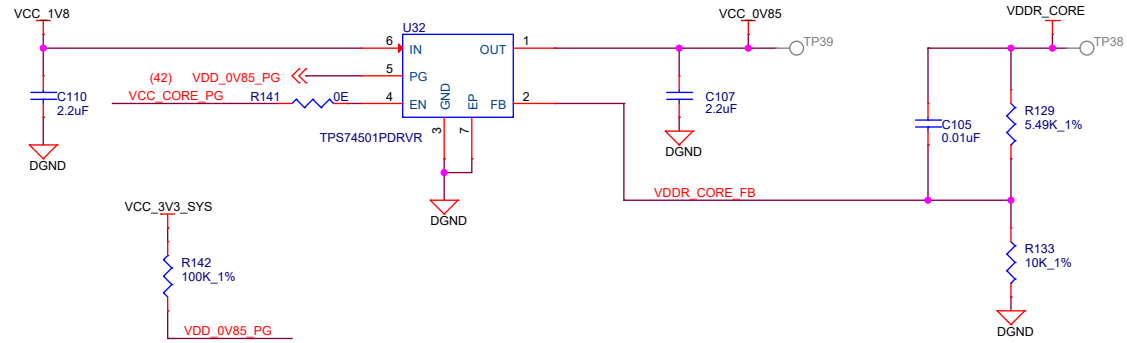 VCC_1V8
U32
VCC_0V85
VDDR_CORE
6
IN
OUT
1
TP39
TP38
(42)
VDD_0V85_PG
5
PG
VCC_CORE_PG
R141
0E
4
EN
FB
2
GND
EP
3
7
TPS74501PDRVR
C110
2.2uF
DGND
C107
2.2uF
DGND
C105
0.01uF
R129
5.49K_1%
DGND
VDDR_CORE_FB
VCC_3V3_SYS
R142
100K_1%
VDD_0V85_PG
R133
10K_1%
DGND